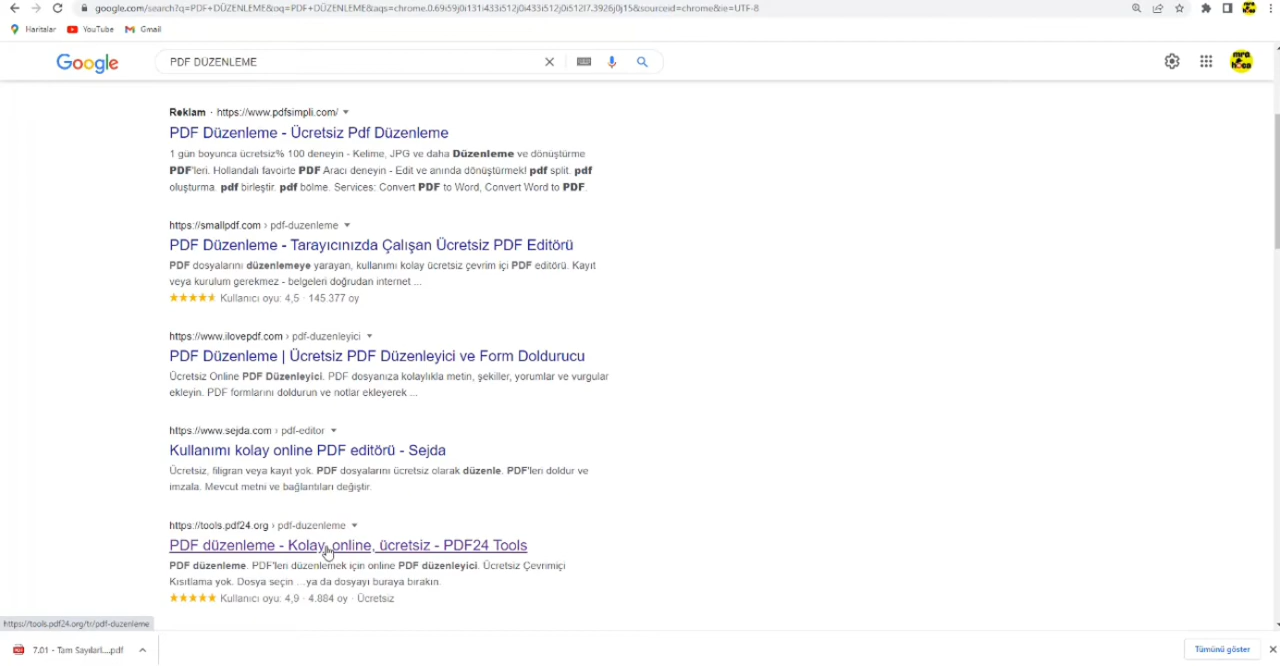 google.com/search?q=PDF+DÜZENLEME&oq=PDF+DÜZENLEME&aqs=chrome.0.69i59j0i131i433i512j0i433i512j0i512l7.3926j0j15&sourceid=chrome&ie=UTF-8
Haritalar YouTube Gmail
Google PDF DÜZENLEME
mra hoca
Reklam · https://www.pdfsimpli.com/
PDF Düzenleme - Ücretsiz Pdf Düzenleme
1 gün boyunca ücretsiz% 100 deneyin - Kelime, JPG ve daha Düzenleme ve dönüştürme
PDF'leri. Hollandalı favoirte PDF Aracı deneyin - Edit ve anında dönüştürmek! pdf split. pdf
oluşturma. pdf birleştir. pdf bölme. Services: Convert PDF to Word, Convert Word to PDF.
https://smallpdf.com › pdf-duzenleme
PDF Düzenleme - Tarayıcınızda Çalışan Ücretsiz PDF Editörü
PDF dosyalarını düzenlemeye yarayan, kullanımı kolay ücretsiz çevrim içi PDF editörü. Kayıt
veya kurulum gerekmez - belgeleri doğrudan internet ...
Kullanıcı oyu: 4,5 · 145.377 oy
https://www.ilovepdf.com › pdf-duzenleyici
PDF Düzenleme | Ücretsiz PDF Düzenleyici ve Form Doldurucu
Ücretsiz Online PDF Düzenleyici. PDF dosyanıza kolaylıkla metin, şekiller, yorumlar ve vurgular
ekleyin. PDF formlarını doldurun ve notlar ekleyerek ...
https://www.sejda.com › pdf-editor
Kullanımı kolay online PDF editörü - Sejda
Ücretsiz, filigran veya kayıt yok. PDF dosyalarını ücretsiz olarak düzenle. PDF'leri doldur ve
imzala. Mevcut metni ve bağlantıları değiştir.
https://tools.pdf24.org › pdf-duzenleme
PDF düzenleme - Kolay, online, ücretsiz - PDF24 Tools
PDF düzenleme. PDF'leri düzenlemek için online PDF düzenleyici. Ücretsiz Çevrimiçi
Kısıtlama yok. Dosya seçin ...ya da dosyayı buraya bırakın.
Kullanıcı oyu: 4,9 · 4.884 oy · Ücretsiz
https://tools.pdf24.org/tr/pdf-duzenleme
7.01 - Tam Sayılarl....pdf
Tümünü göster